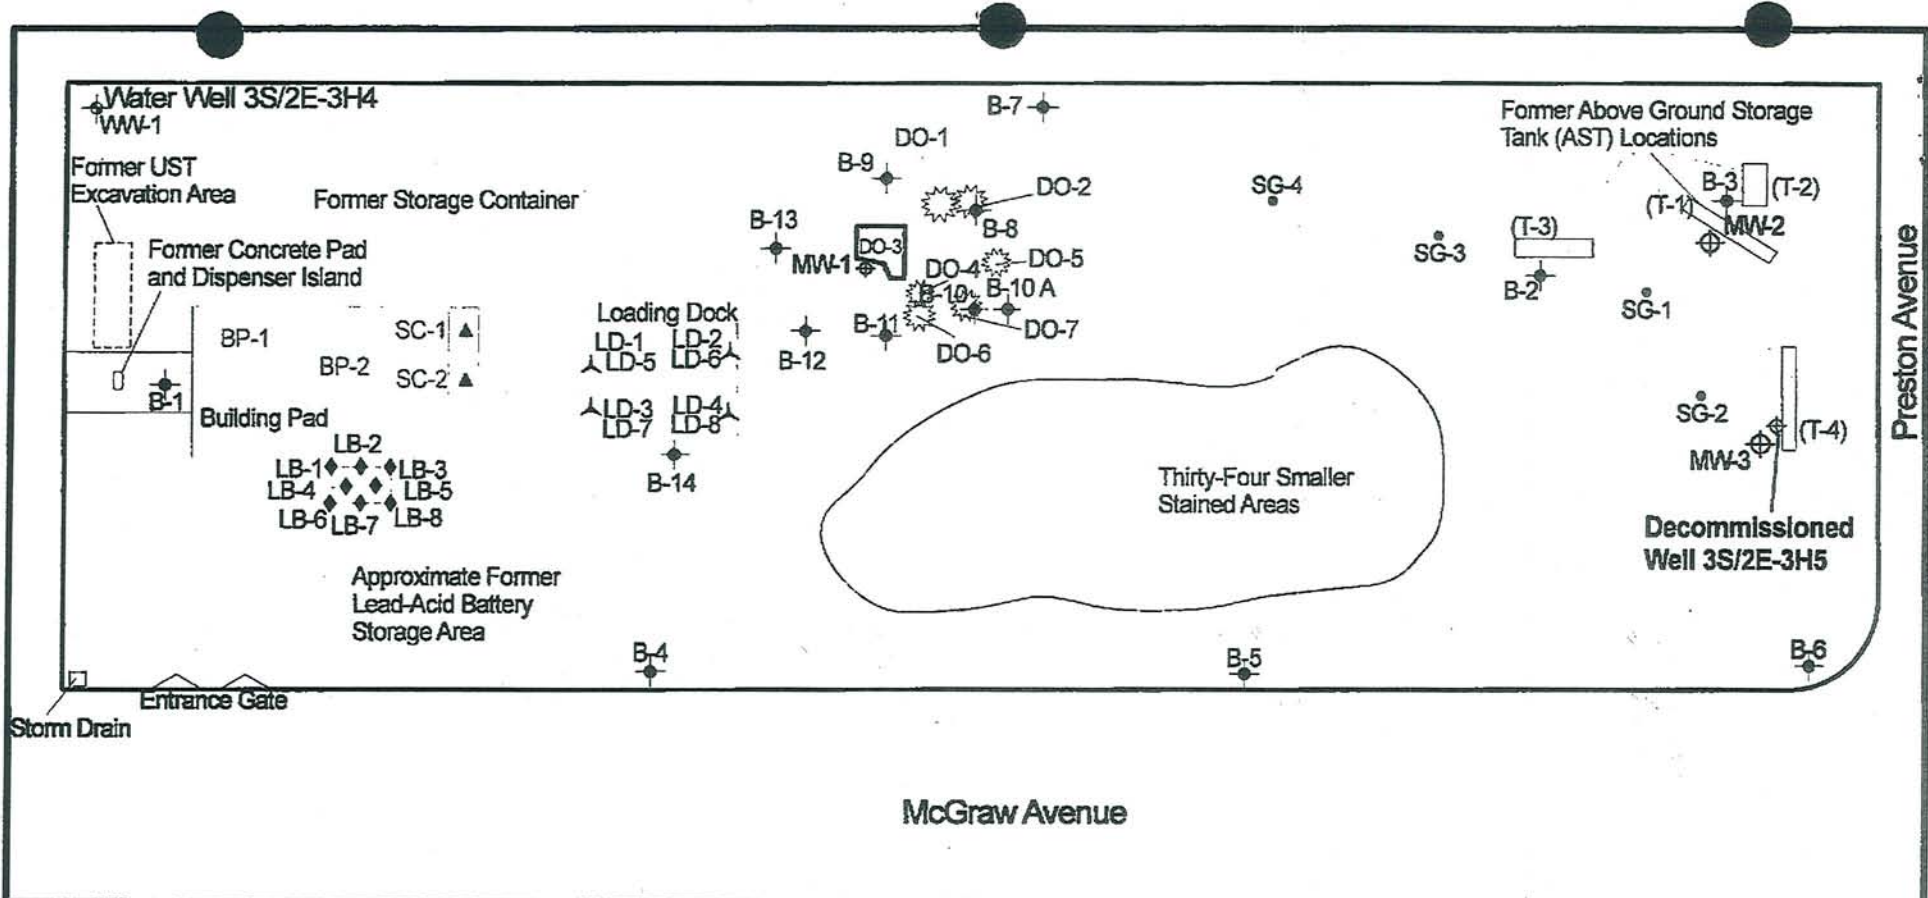 Water Well 3S/2E-3H4
WW-1
B-7
Former Above Ground Storage
Tank (AST) Locations
DO-1
B-9
Former UST
Excavation Area
Former Storage Container
DO-2
SG-4
B-3
(T-2)
(T-1)
MW-2
B-13
B-8
(T-3)
DO-3
Former Concrete Pad
and Dispenser Island
MW-1
DO-4
DO-5
SG-3
B-10
B-10 A
B-2
SG-1
Loading Dock
BP-1
SC-1
LD-1
LD-2
B-11
DO-7
LD-5
LD-6
B-12
DO-6
BP-2
SC-2
B-1
LD-3
LD-4
SG-2
Building Pad
LD-7
LD-8
(T-4)
LB-2
MW-3
LB-1
LB-3
LB-4
LB-5
B-14
Thirty-Four Smaller
Stained Areas
LB-6
LB-7
LB-8
Decommissioned
Well 3S/2E-3H5
Approximate Former
Lead-Acid Battery
Storage Area
B-4
B-5
B-6
Entrance Gate
Storm Drain
McGraw Avenue
Preston Avenue